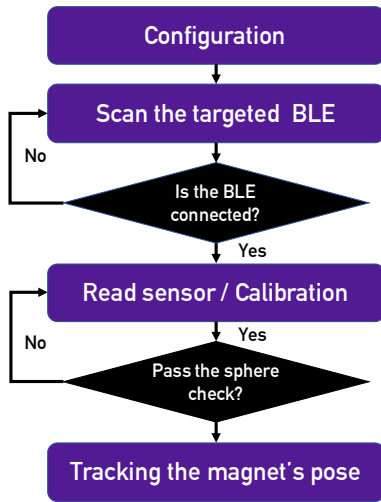 Configuration
Scan the targeted BLE
No
Is the BLE
connected?
Yes
Read sensor / Calibration
No
Yes
Pass the sphere
check?
Tracking the magnet's pose